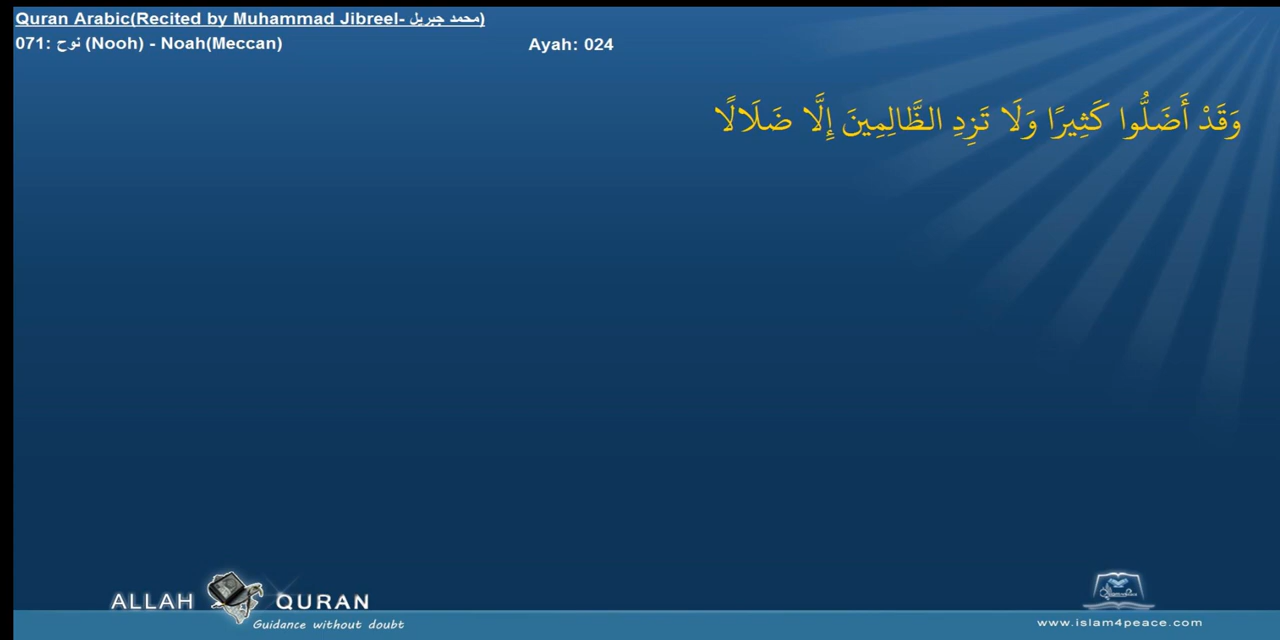 Quran Arabic(Recited by Muhammad Jibreel- محمد جبريل)
071: نوح (Nooh) - Noah(Meccan)
Ayah: 024
وَقَدْ أَضَلُّوا كَثِيرًا وَلَا تَزِدِ الظَّالِمِينَ إِلَّا ضَلَالًا
ALLAH QURAN
Guidance without doubt
www.islam4peace.com